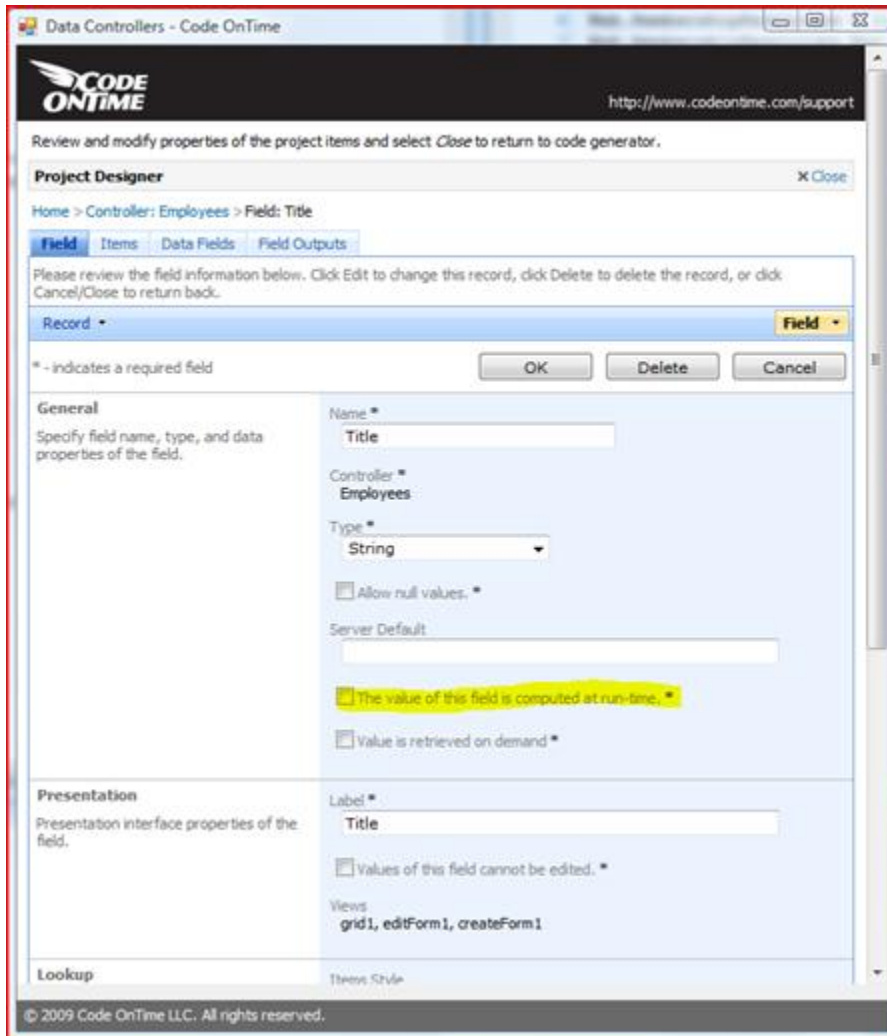 Data Controllers - Code OnTime
CODE
ONTIME
http://www.codeontime.com/support
Review and modify properties of the project items and select Close to return to code generator.
Project Designer
Close
Home > Controller: Employees > Field: Title
Field Items Data Fields Field Outputs
Please review the field information below. Click Edit to change this record, click Delete to delete the record, or click
Cancel/Close to return back.
Record
Field
* - indicates a required field
OK Delete Cancel
General
Specify field name, type, and data
properties of the field.
Name *
Title
Controller *
Employees
Type *
String
Allow null values. *
Server Default
The value of this field is computed at run-time. *
Value is retrieved on demand *
Presentation
Presentation interface properties of the
field.
Label *
Title
Values of this field cannot be edited. *
Views
grid1, editForm1, createForm1
Lookup
Items Style
© 2009 Code OnTime LLC. All rights reserved.